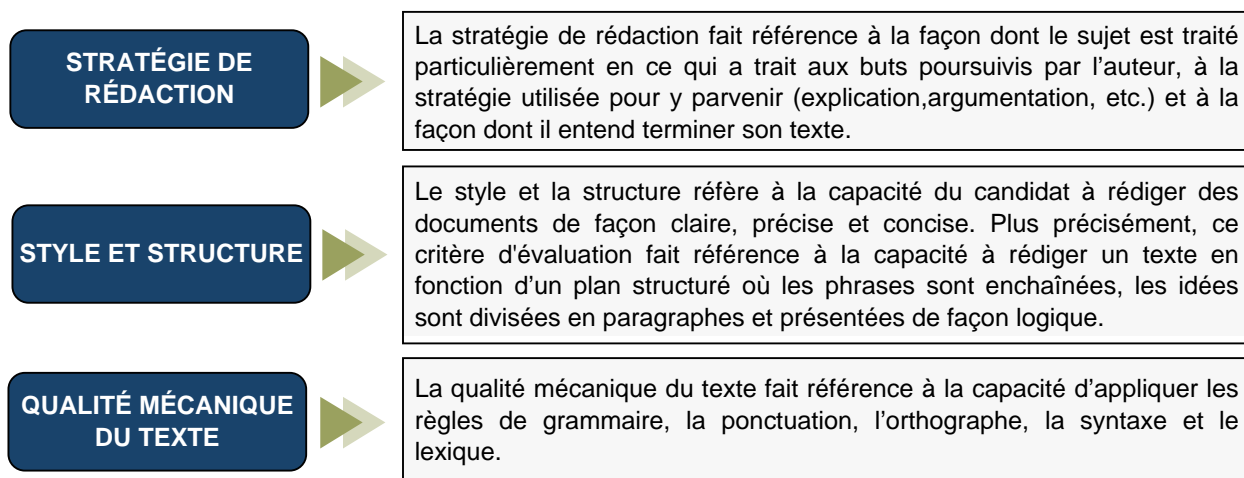 STRATÉGIE DE
RÉDACTION
La stratégie de rédaction fait référence à la façon dont le sujet est traité
particulièrement en ce qui a trait aux buts poursuivis par l’auteur, à la
stratégie utilisée pour y parvenir (explication,argumentation, etc.) et à la
façon dont il entend terminer son texte.
STYLE ET STRUCTURE
Le style et la structure réfère à la capacité du candidat à rédiger des
documents de façon claire, précise et concise. Plus précisément, ce
critère d'évaluation fait référence à la capacité à rédiger un texte en
fonction d’un plan structuré où les phrases sont enchaînées, les idées
sont divisées en paragraphes et présentées de façon logique.
QUALITÉ MÉCANIQUE
DU TEXTE
La qualité mécanique du texte fait référence à la capacité d’appliquer les
règles de grammaire, la ponctuation, l’orthographe, la syntaxe et le
lexique.